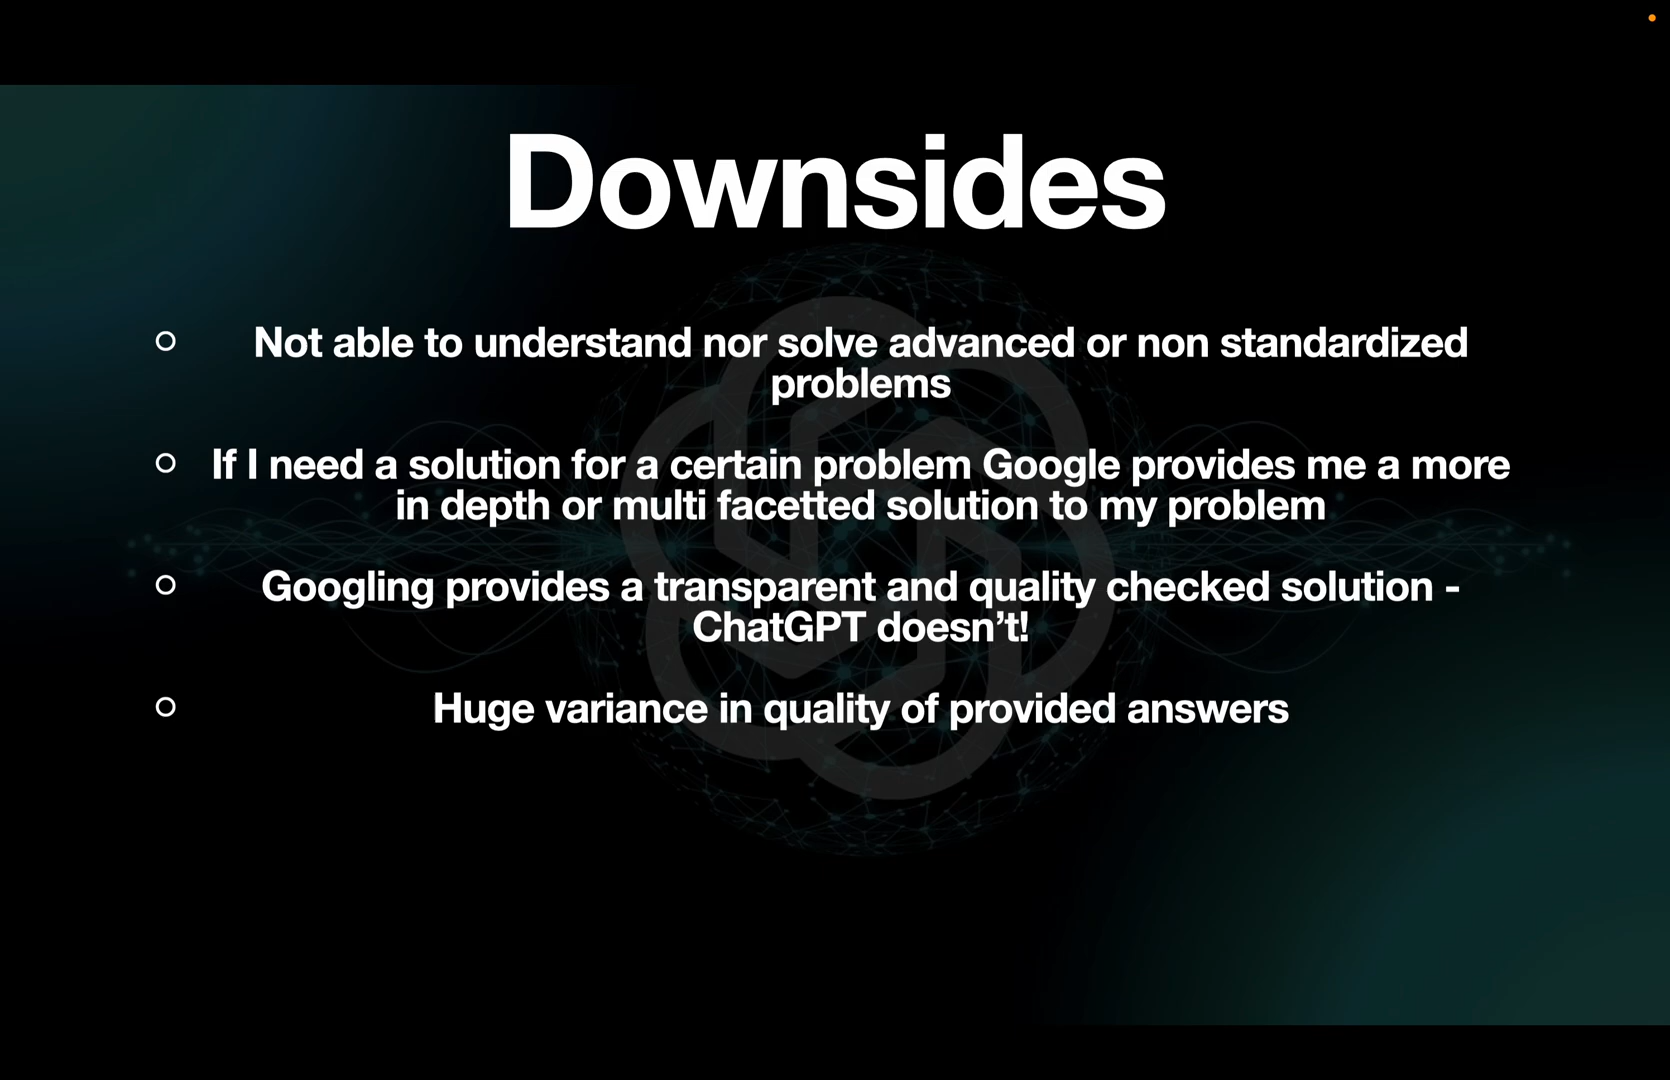 Downsides
Not able to understand nor solve advanced or non standardized
problems
If I need a solution for a certain problem Google provides me a more
in depth or multi facetted solution to my problem
Googling provides a transparent and quality checked solution -
ChatGPT doesn’t!
Huge variance in quality of provided answers